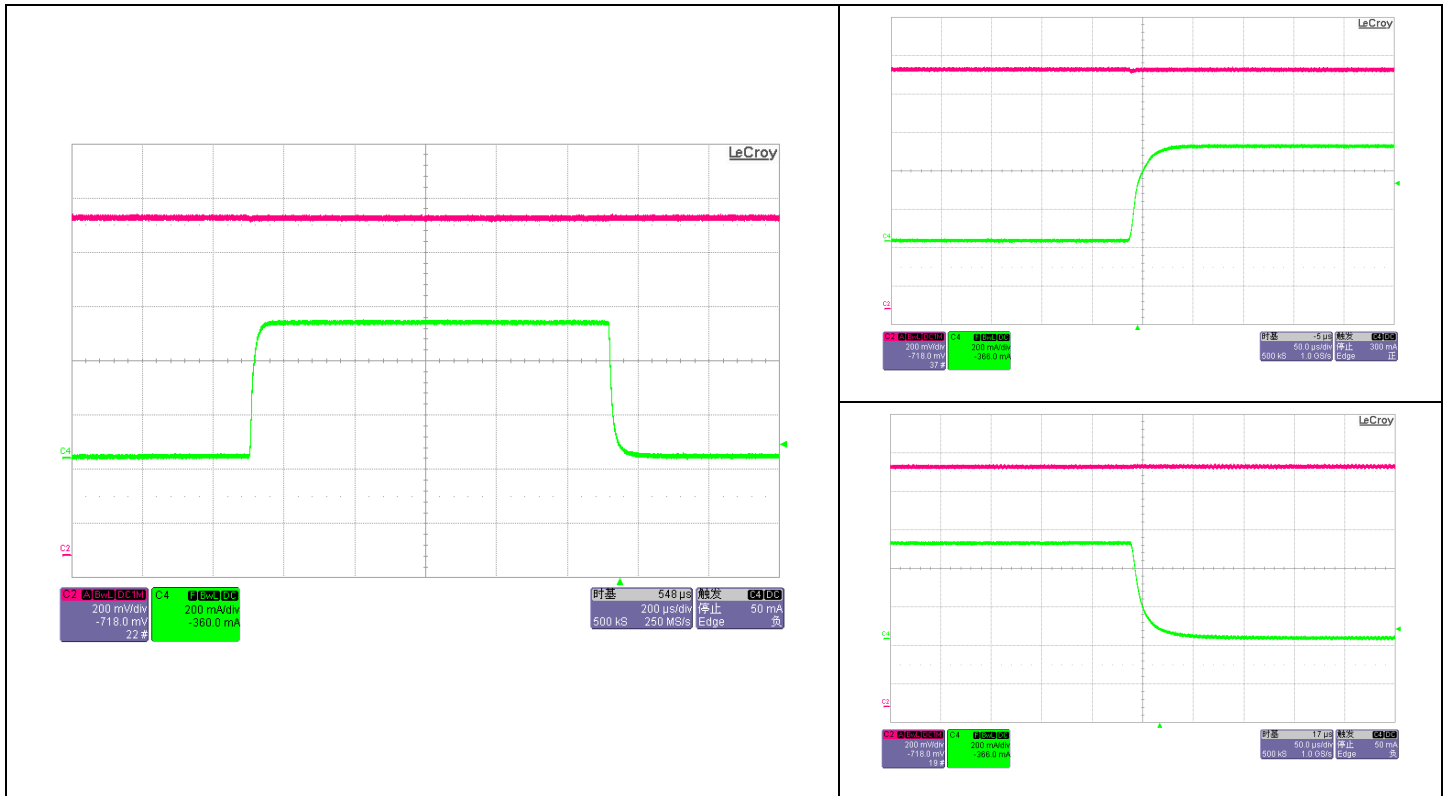 LeCroy
C4
C2
C2 A BwL DC1M C4 F BwL DC
200 mV/div 200 mA/div
-718.0 mV -360.0 mA
22 #
时基 548 µs 触发 C4 DC
200 µs/div 停止 50 mA
500 kS 250 MS/s Edge 负
LeCroy
C4
C2
C2 A BwL DC1M C4 F BwL DC
200 mV/div 200 mA/div
-718.0 mV -366.0 mA
37 #
时基 -5 µs 触发 C4 DC
50.0 µs/div 停止 300 mA
500 kS 1.0 GS/s Edge 正
LeCroy
C4
C2
C2 A BwL DC1M C4 F BwL DC
200 mV/div 200 mA/div
-718.0 mV -366.0 mA
19 #
时基 17 µs 触发 C4 DC
50.0 µs/div 停止 50 mA
500 kS 1.0 GS/s Edge 负